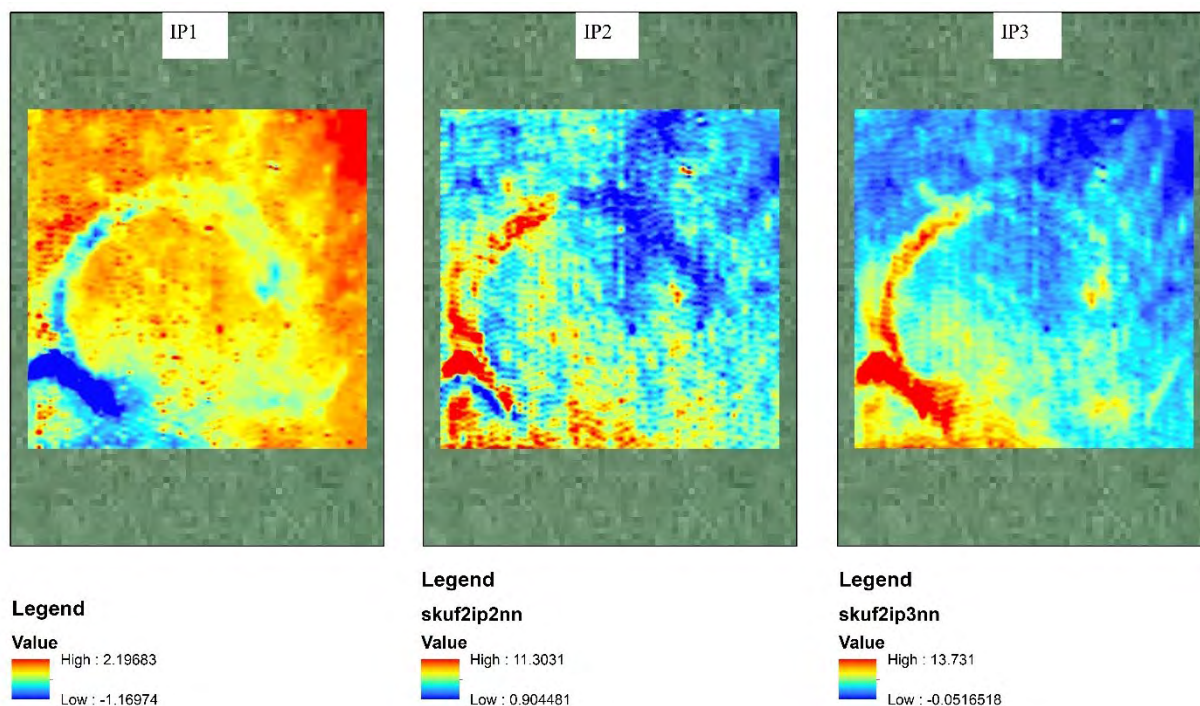 IP1
IP2
IP3
Legend
Value
High : 2.19683
Low : -1.16974
Legend
skuf2ip2nn
Value
High : 11.3031
Low : 0.904481
Legend
skuf2ip3nn
Value
High : 13.731
Low : -0.0516518